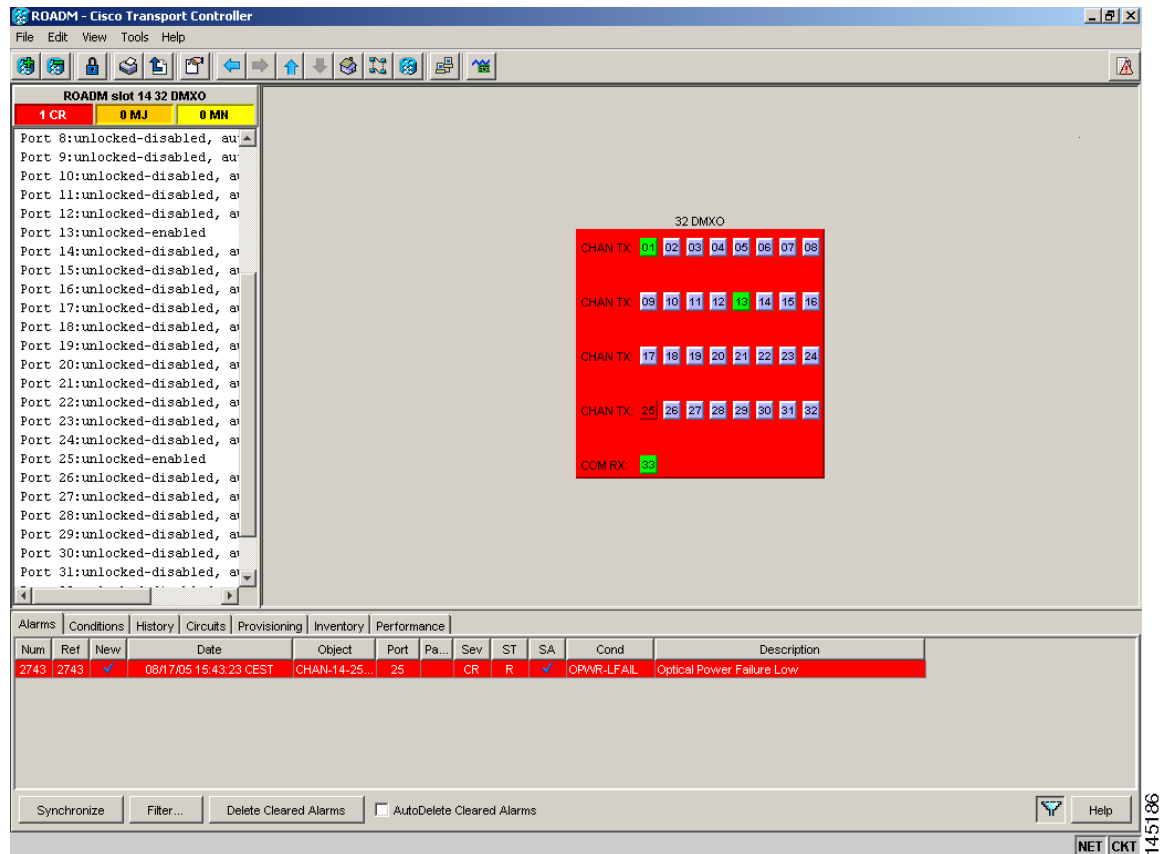 ROADM - Cisco Transport Controller
File Edit View Tools Help
ROADM slot 14 32 DMXO
1 CR 0 MJ 0 MN
Port 8:unlocked-disabled, au
Port 9:unlocked-disabled, au
Port 10:unlocked-disabled, a
Port 11:unlocked-disabled, a
Port 12:unlocked-disabled, a
Port 13:unlocked-enabled
Port 14:unlocked-disabled, a
Port 15:unlocked-disabled, a
Port 16:unlocked-disabled, a
Port 17:unlocked-disabled, a
Port 18:unlocked-disabled, a
Port 19:unlocked-disabled, a
Port 20:unlocked-disabled, a
Port 21:unlocked-disabled, a
Port 22:unlocked-disabled, a
Port 23:unlocked-disabled, a
Port 24:unlocked-disabled, a
Port 25:unlocked-enabled
Port 26:unlocked-disabled, a
Port 27:unlocked-disabled, a
Port 28:unlocked-disabled, a
Port 29:unlocked-disabled, a
Port 30:unlocked-disabled, a
Port 31:unlocked-disabled, a
32 DMXO
CHAN TX: 01 02 03 04 05 06 07 08
CHAN TX: 09 10 11 12 13 14 15 16
CHAN TX: 17 18 19 20 21 22 23 24
CHAN TX: 25 26 27 28 29 30 31 32
COM RX: 33
Alarms Conditions History Circuits Provisioning Inventory Performance
Num Ref New Date Object Port Pa... Sev ST SA Cond Description
2743 2743 08/17/05 15:43:23 CEST CHAN-14-25... 25 CR R OPWR-LFAIL Optical Power Failure Low
Synchronize Filter... Delete Cleared Alarms AutoDelete Cleared Alarms Help
NET CKT
145186